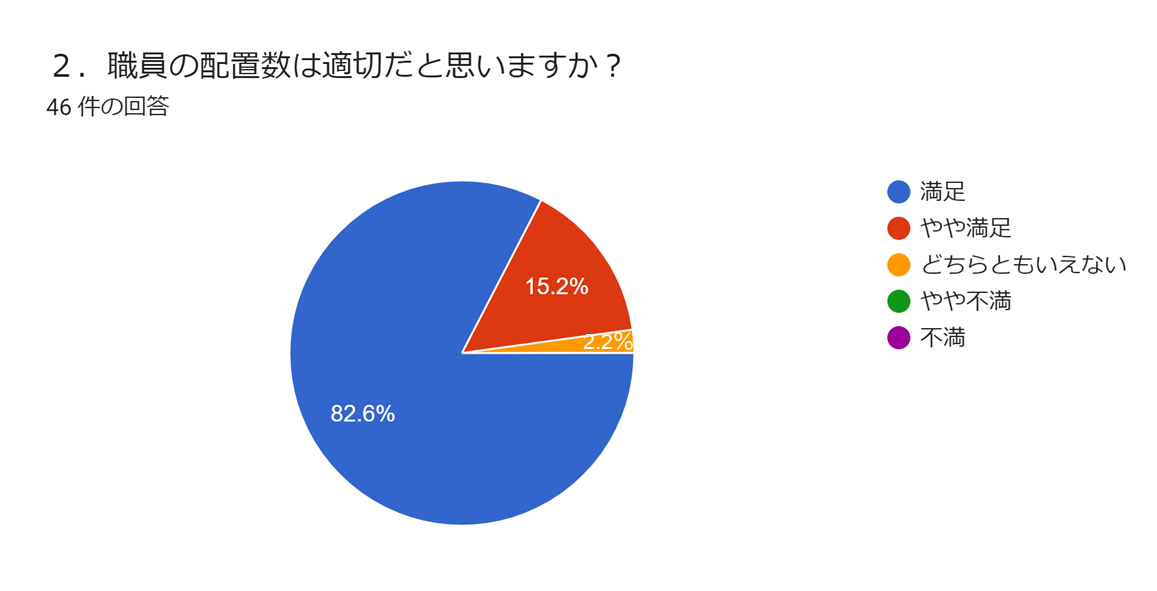 ２．職員の配置数は適切だと思いますか？
46 件の回答
満足
やや満足
どちらともいえない
やや不満
不満
15.2%
2.2%
82.6%